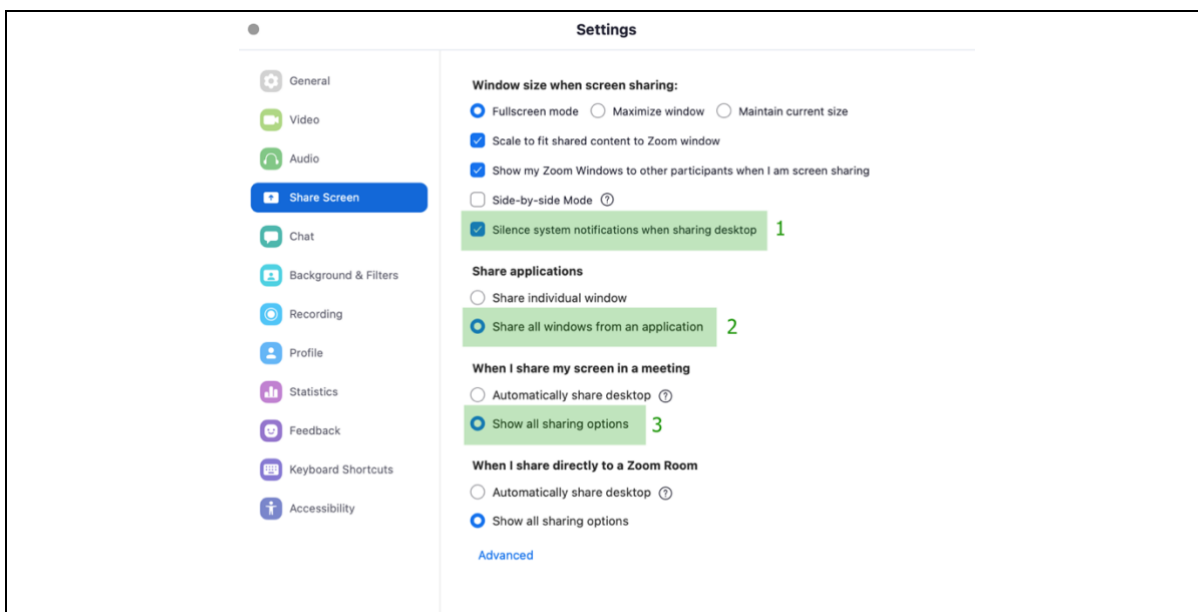 Settings
General
Video
Audio
Share Screen
Chat
Background & Filters
Recording
Profile
Statistics
Feedback
Keyboard Shortcuts
Accessibility
Window size when screen sharing:
Fullscreen mode Maximize window Maintain current size
Scale to fit shared content to Zoom window
Show my Zoom Windows to other participants when I am screen sharing
Side-by-side Mode ?
Silence system notifications when sharing desktop 1
Share applications
Share individual window
Share all windows from an application 2
When I share my screen in a meeting
Automatically share desktop ?
Show all sharing options 3
When I share directly to a Zoom Room
Automatically share desktop ?
Show all sharing options
Advanced